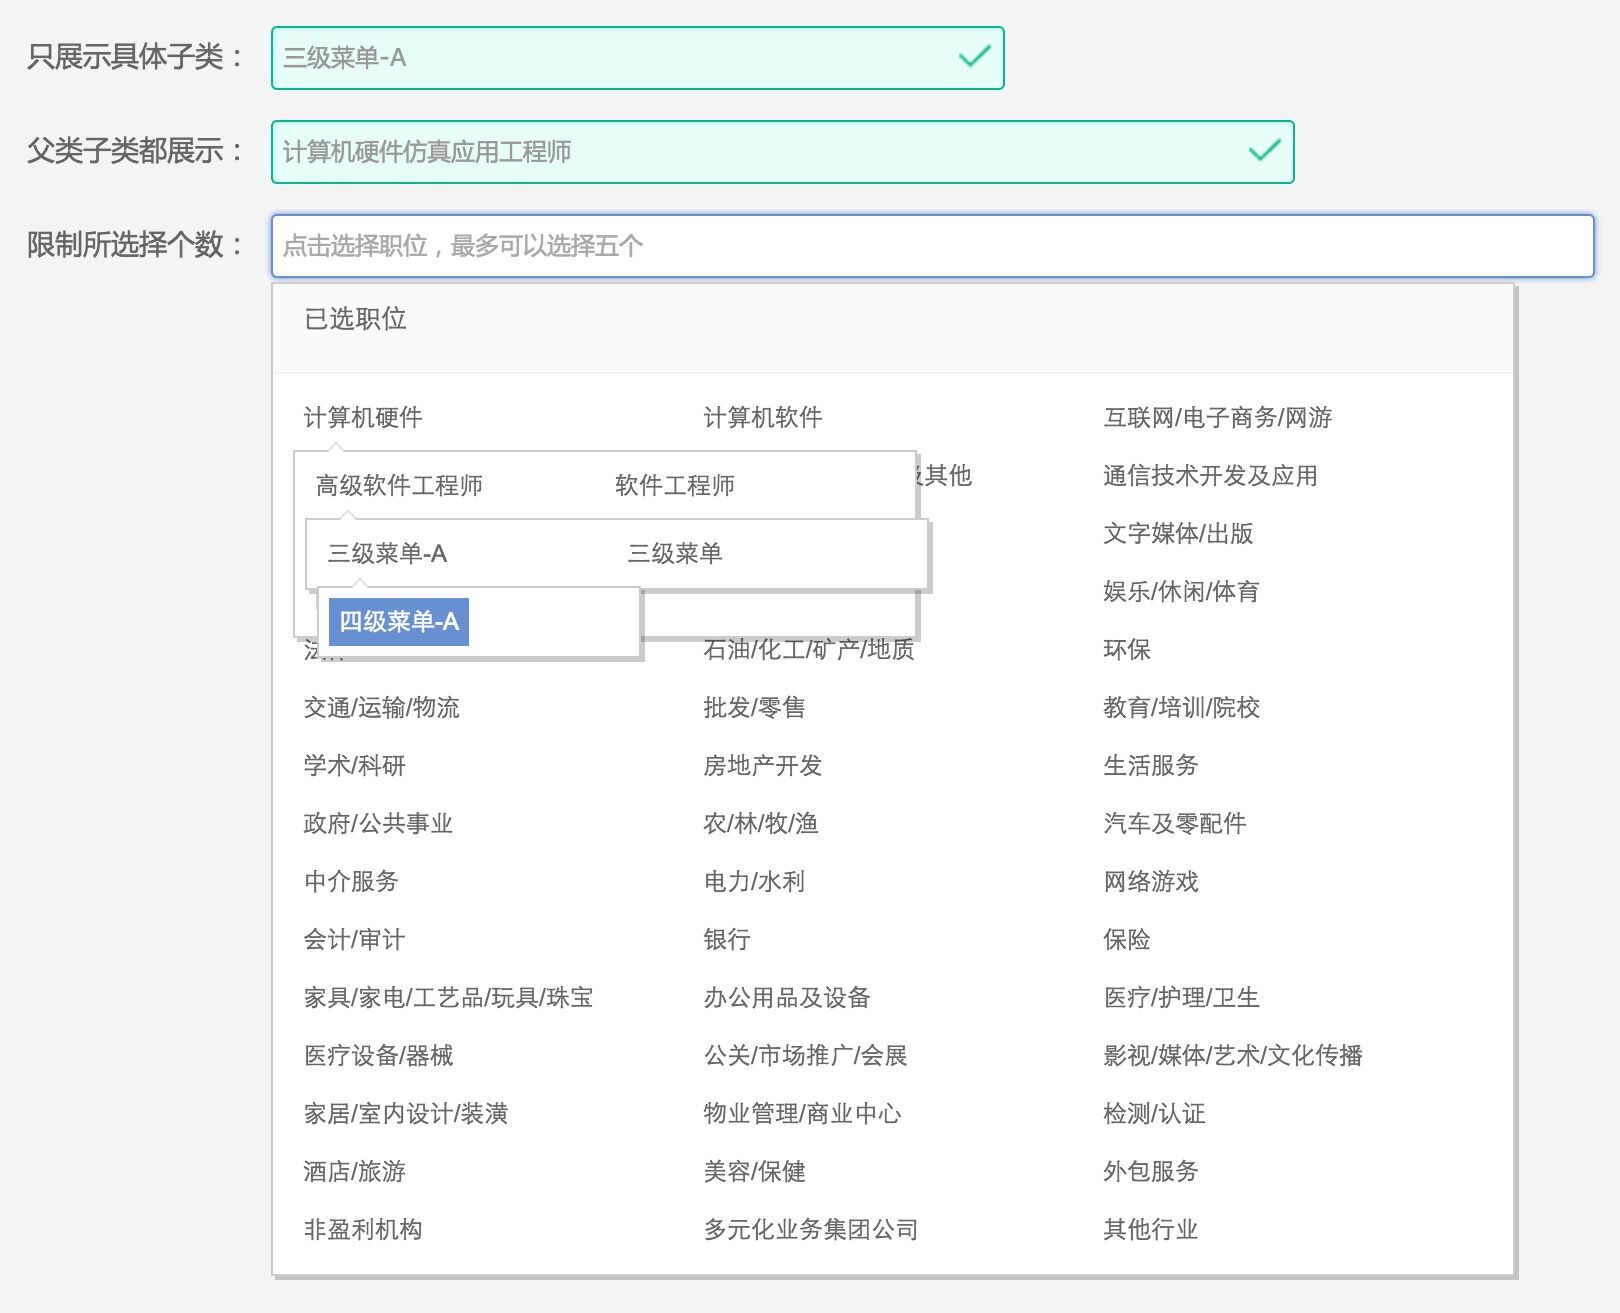 只展示具体子类： 三级菜单-A
父类子类都展示： 计算机硬件仿真应用工程师
限制所选择个数： 点击选择职位，最多可以选择五个
已选职位
计算机硬件 计算机软件 互联网/电子商务/网游
其他 通信技术开发及应用
高级软件工程师 软件工程师
文字媒体/出版
三级菜单-A 三级菜单
娱乐/休闲/体育
四级菜单-A
石油/化工/矿产/地质 环保
交通/运输/物流 批发/零售 教育/培训/院校
学术/科研 房地产开发 生活服务
政府/公共事业 农/林/牧/渔 汽车及零配件
中介服务 电力/水利 网络游戏
会计/审计 银行 保险
家具/家电/工艺品/玩具/珠宝 办公用品及设备 医疗/护理/卫生
医疗设备/器械 公关/市场推广/会展 影视/媒体/艺术/文化传播
家居/室内设计/装潢 物业管理/商业中心 检测/认证
酒店/旅游 美容/保健 外包服务
非盈利机构 多元化业务集团公司 其他行业